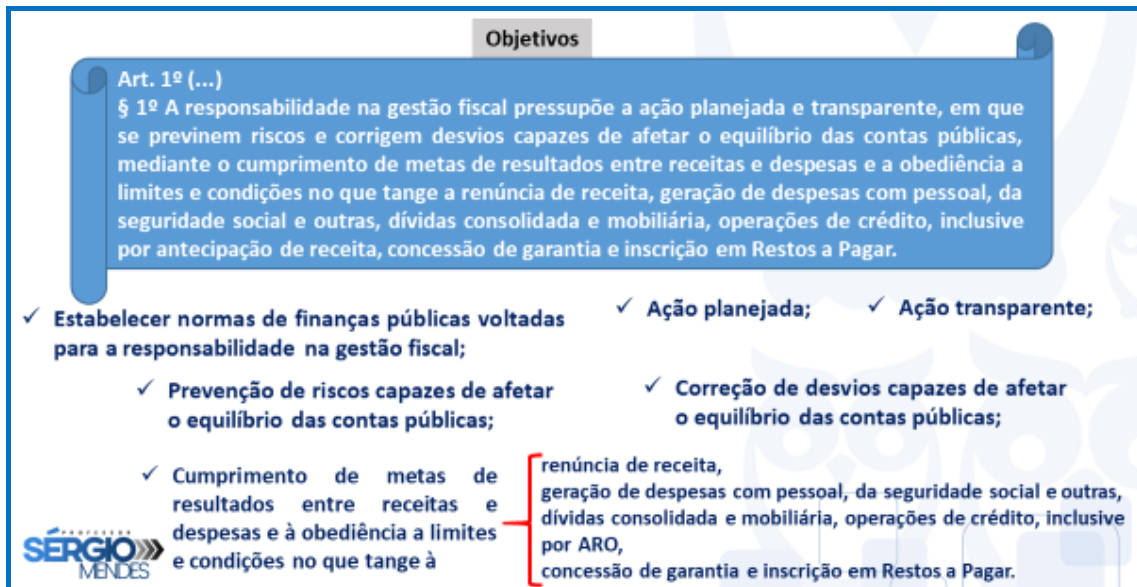 Objetivos
Art. 1º (...)
§ 1º A responsabilidade na gestão fiscal pressupõe a ação planejada e transparente, em que
se previnem riscos e corrigem desvios capazes de afetar o equilíbrio das contas públicas,
mediante o cumprimento de metas de resultados entre receitas e despesas e a obediência a
limites e condições no que tange a renúncia de receita, geração de despesas com pessoal, da
seguridade social e outras, dívidas consolidada e mobiliária, operações de crédito, inclusive
por antecipação de receita, concessão de garantia e inscrição em Restos a Pagar.
✓ Estabelecer normas de finanças públicas voltadas
para a responsabilidade na gestão fiscal;
✓ Ação planejada;
✓ Ação transparente;
✓ Prevenção de riscos capazes de afetar
o equilíbrio das contas públicas;
✓ Correção de desvios capazes de afetar
o equilíbrio das contas públicas;
✓ Cumprimento de metas de
resultados entre receitas e
despesas e à obediência a limites
e condições no que tange à
renúncia de receita,
geração de despesas com pessoal, da seguridade social e outras,
dívidas consolidada e mobiliária, operações de crédito, inclusive
por ARO,
concessão de garantia e inscrição em Restos a Pagar.
PROFESSOR
SÉRGIO
MENDES